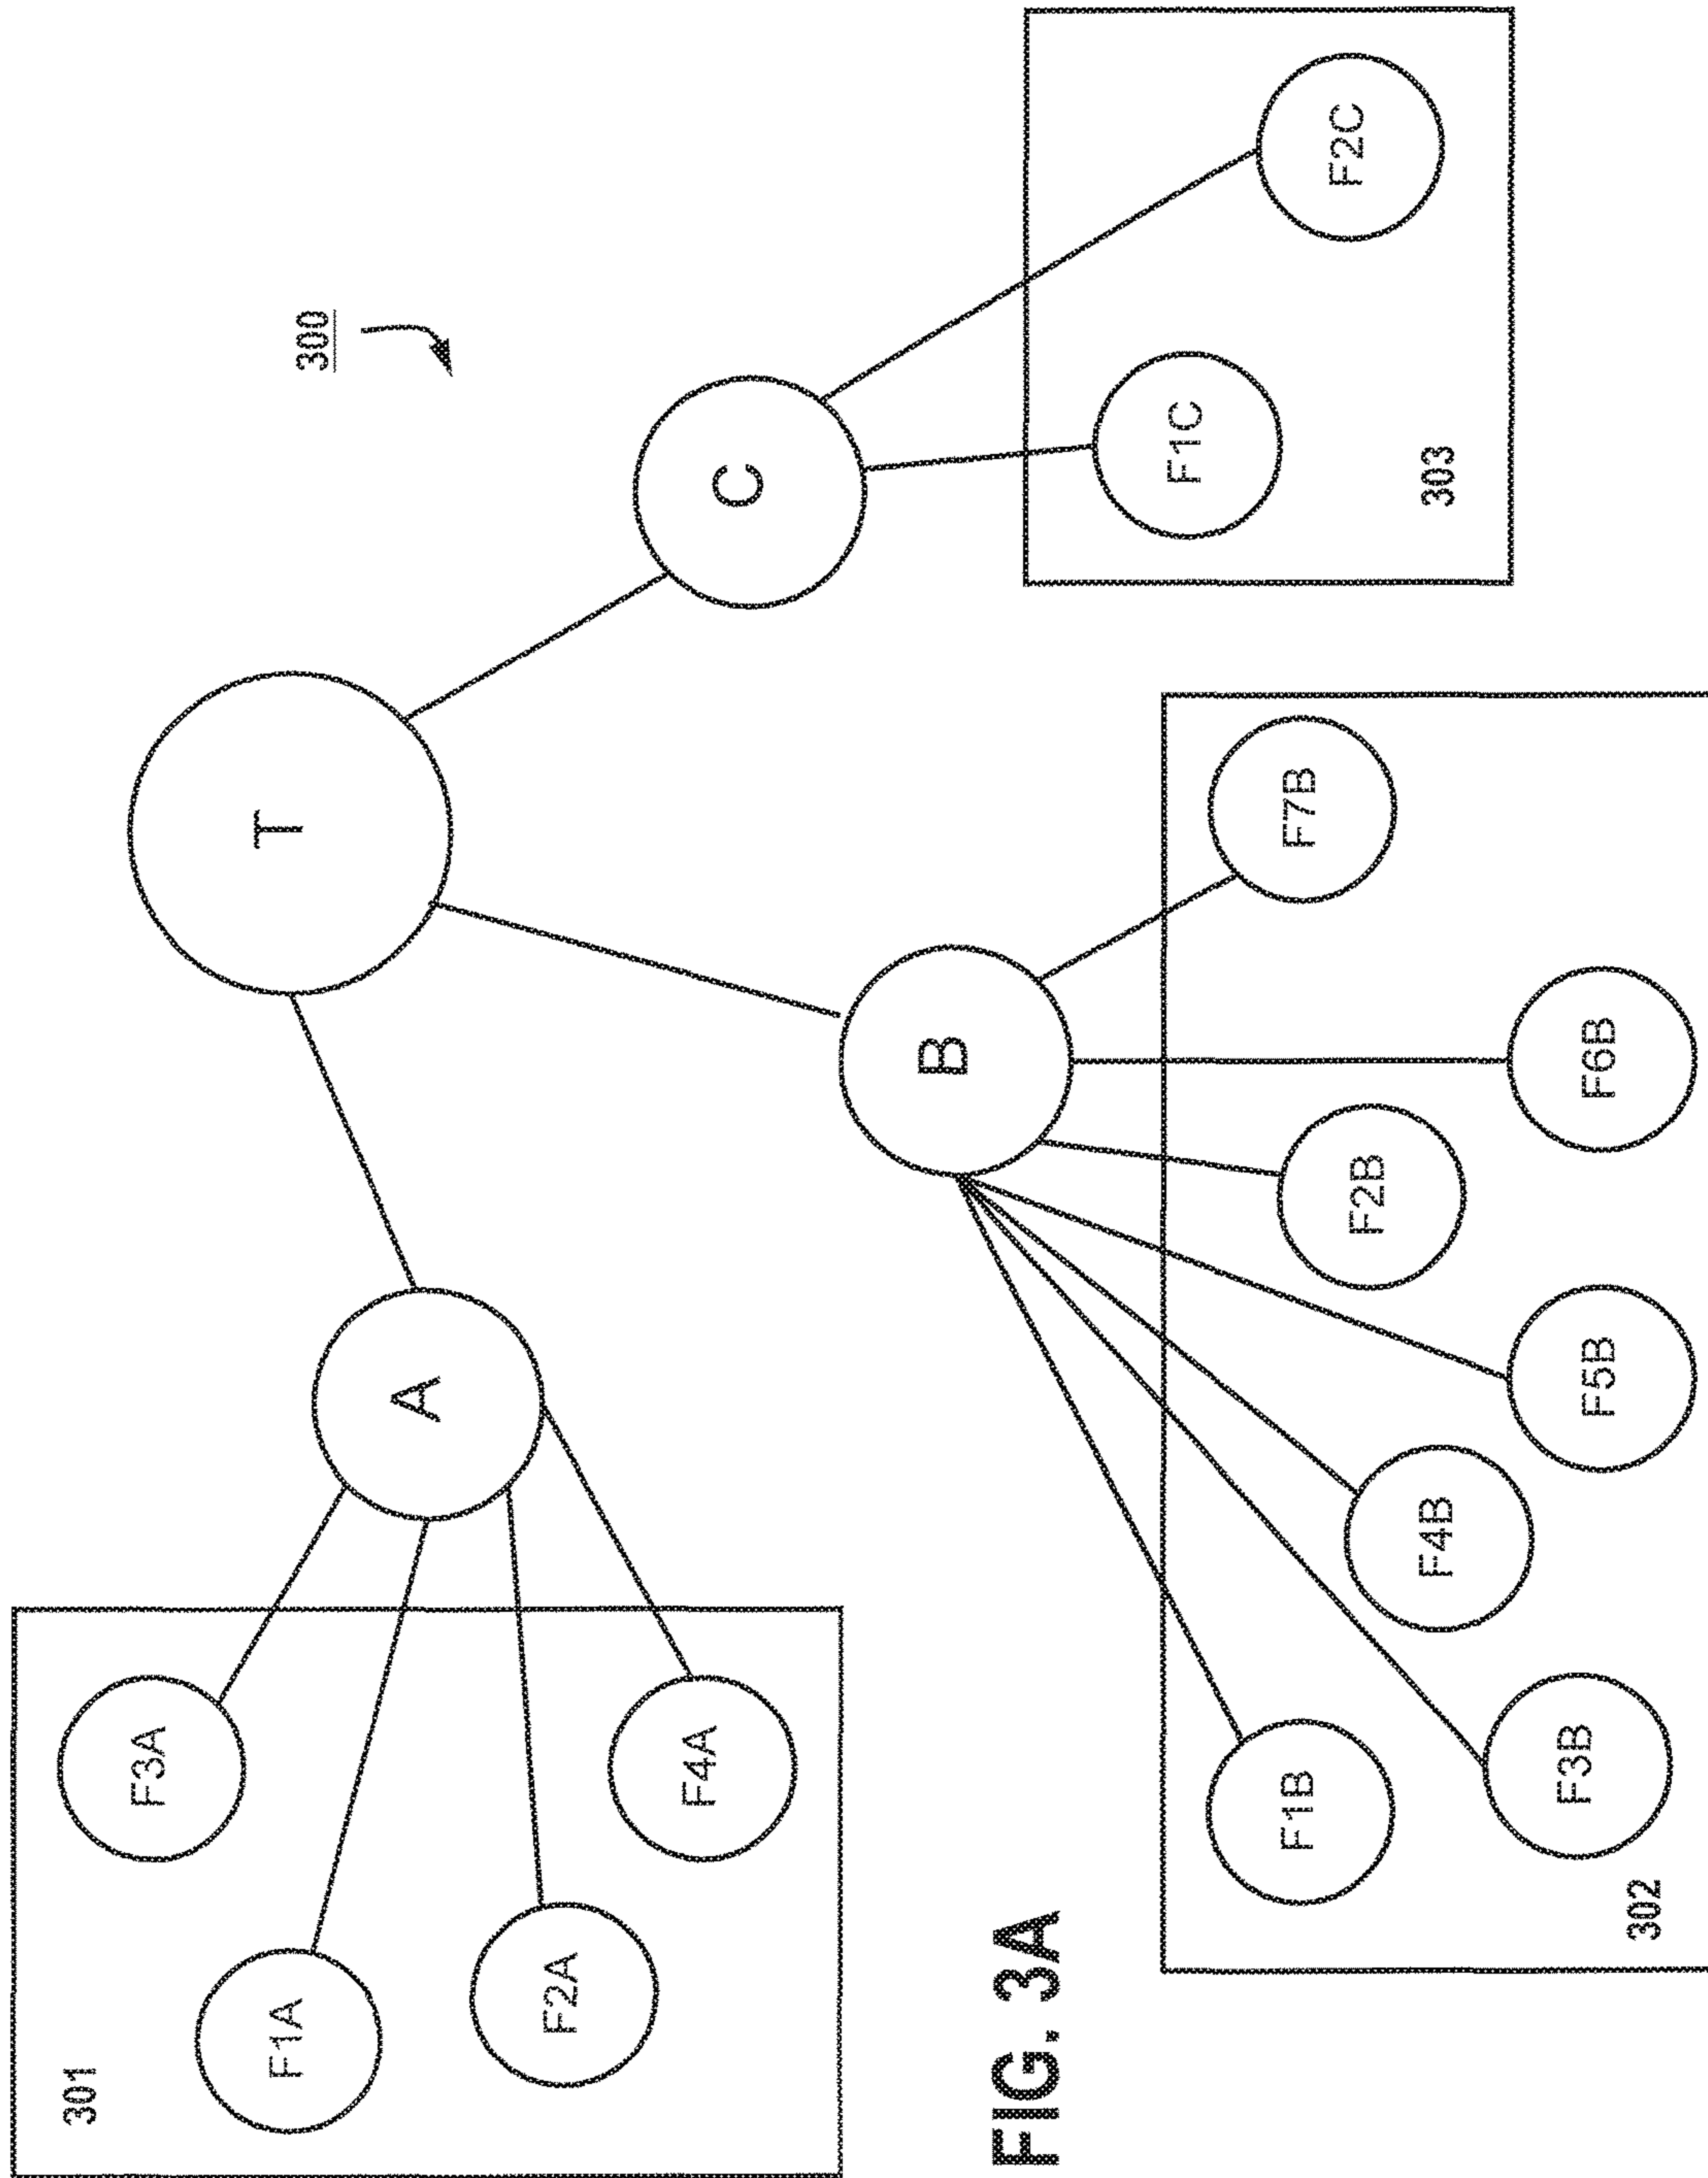 301
F3A
F1A
T
300
A
F2A
F4A
C
B
FIG. 3A
F1C
F1B
F7B
F2C
F2B
F4B
303
F3B
F5B
F6B
302